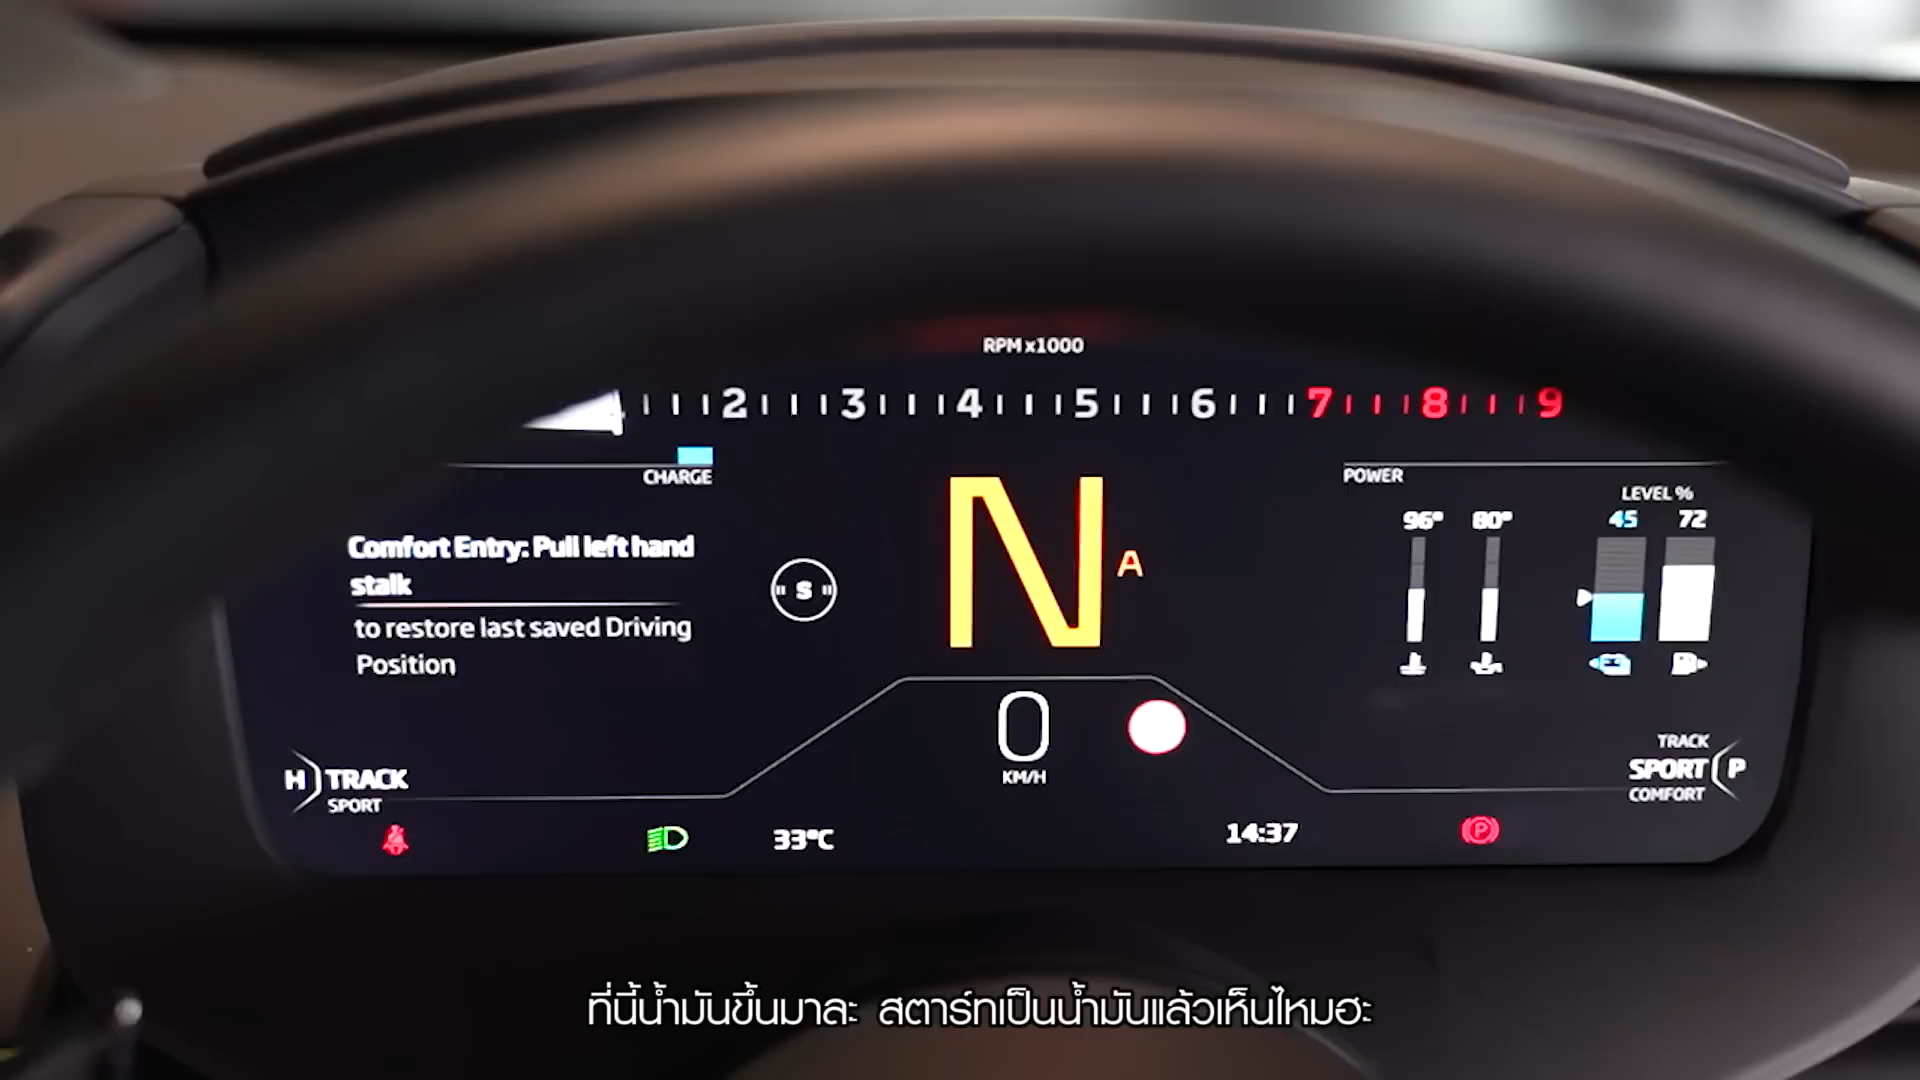 RPM x1000
2 3 4 5 6 7 8 9
CHARGE
POWER
LEVEL %
96° 80° 45 72
Comfort Entry: Pull left hand
stalk
to restore last saved Driving
Position
S
N A
0
KM/H
H TRACK
SPORT
TRACK
SPORT P
COMFORT
33°C
14:37
P
ที่นี้น้ำมันขึ้นมาละ สตาร์ทเป็นน้ำมันแล้วเห็นไหมฮะ